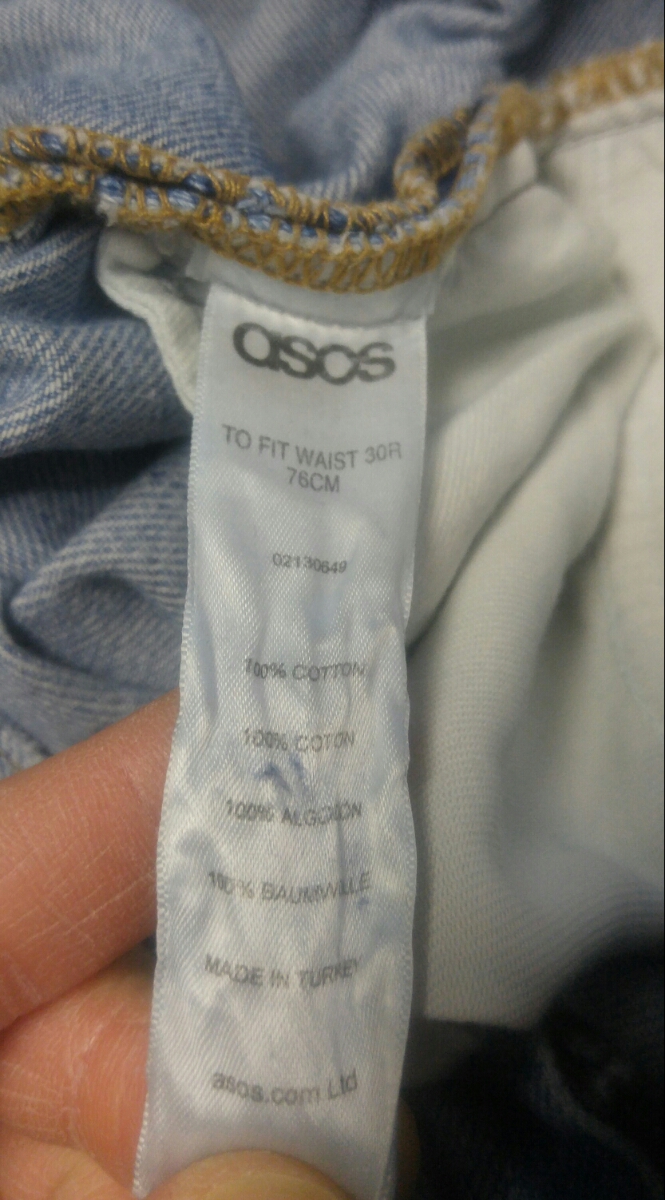 asos
TO FIT WAIST 30R
76CM
02130649
100% COTTON
100% COTON
100% ALGODON
100% BAUMWLLE
MADE IN TURKEY
asos.com Ltd